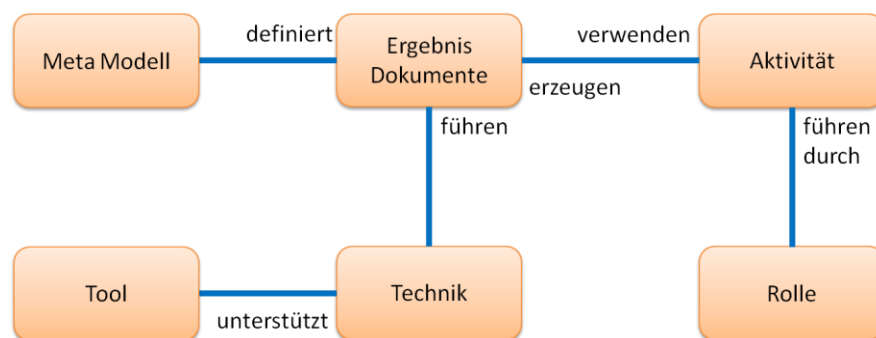 Meta Modell
definiert
Ergebnis
Dokumente
verwenden
erzeugen
Aktivität
führen
führen
durch
Tool
unterstützt
Technik
Rolle